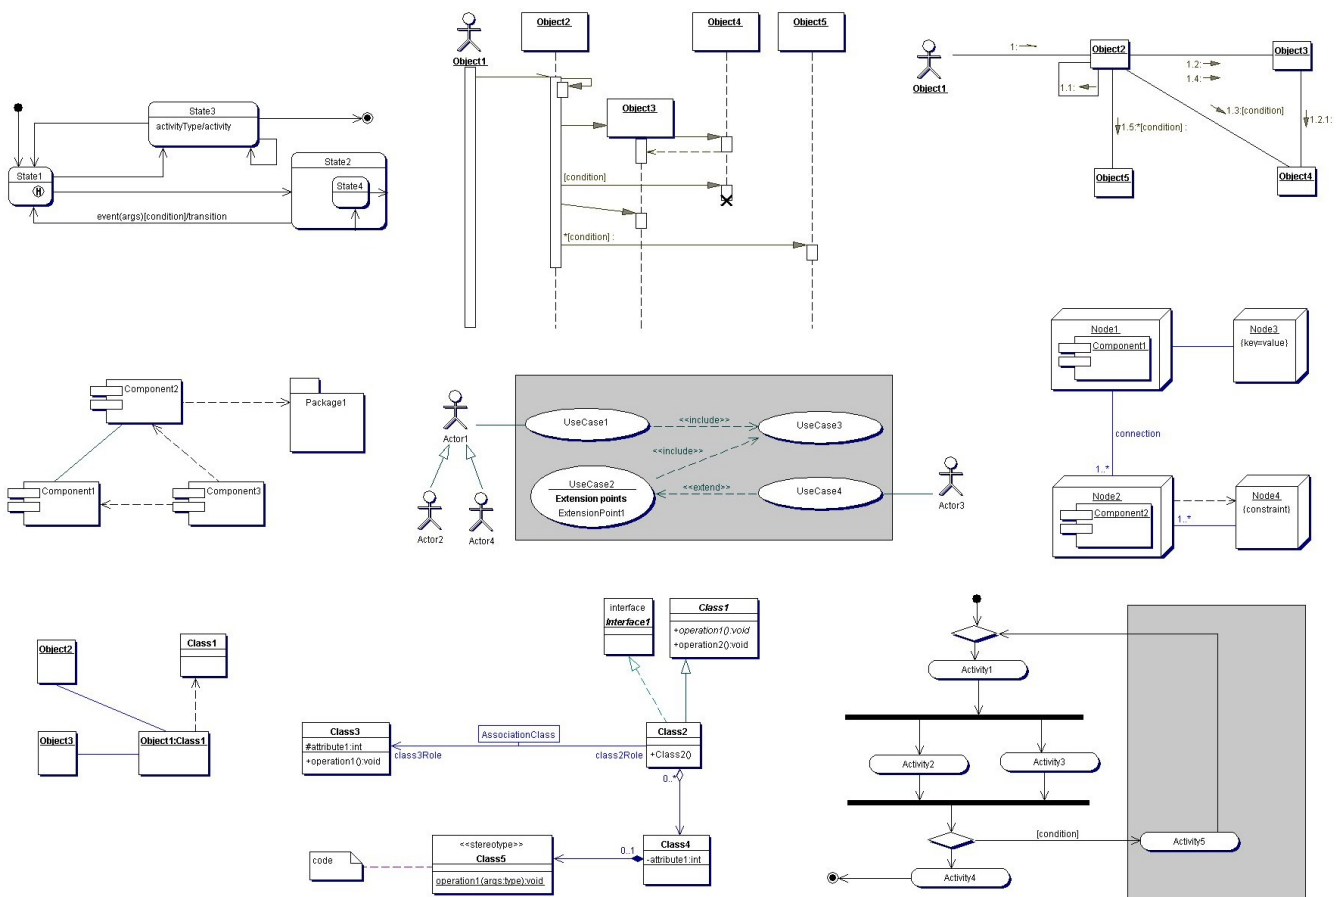 State3
activityType/activity
State1
H
State2
State4
event(args)[condition]/transition
Object1
Object2
Object4
Object5
Object3
[condition]
*[condition] :
Object1
1:
Object2
1.1:
1.2:
1.4:
Object3
1.3:[condition]
1.5:*[condition] :
1.2.1:
Object5
Object4
Component2
Package1
Component1
Component3
Actor1
Actor2
Actor4
UseCase1
<<include>>
UseCase3
<<include>>
UseCase2
Extension points
ExtensionPoint1
<<extend>>
UseCase4
Actor3
Node1
Component1
Node3
{key=value}
connection
1..*
Node2
Component2
1..*
Node4
{constraint}
Object2
Class1
Object3
Object1:Class1
interface
Interface1
Class1
+operation1():void
+operation2():void
Class3
#attribute1:int
+operation1():void
class3Role
AssociationClass
class2Role
Class2
+Class2()
0..*
code
<<stereotype>>
Class5
operation1(args:type):void
0..1
Class4
-attribute1:int
Activity1
Activity2
Activity3
[condition]
Activity5
Activity4